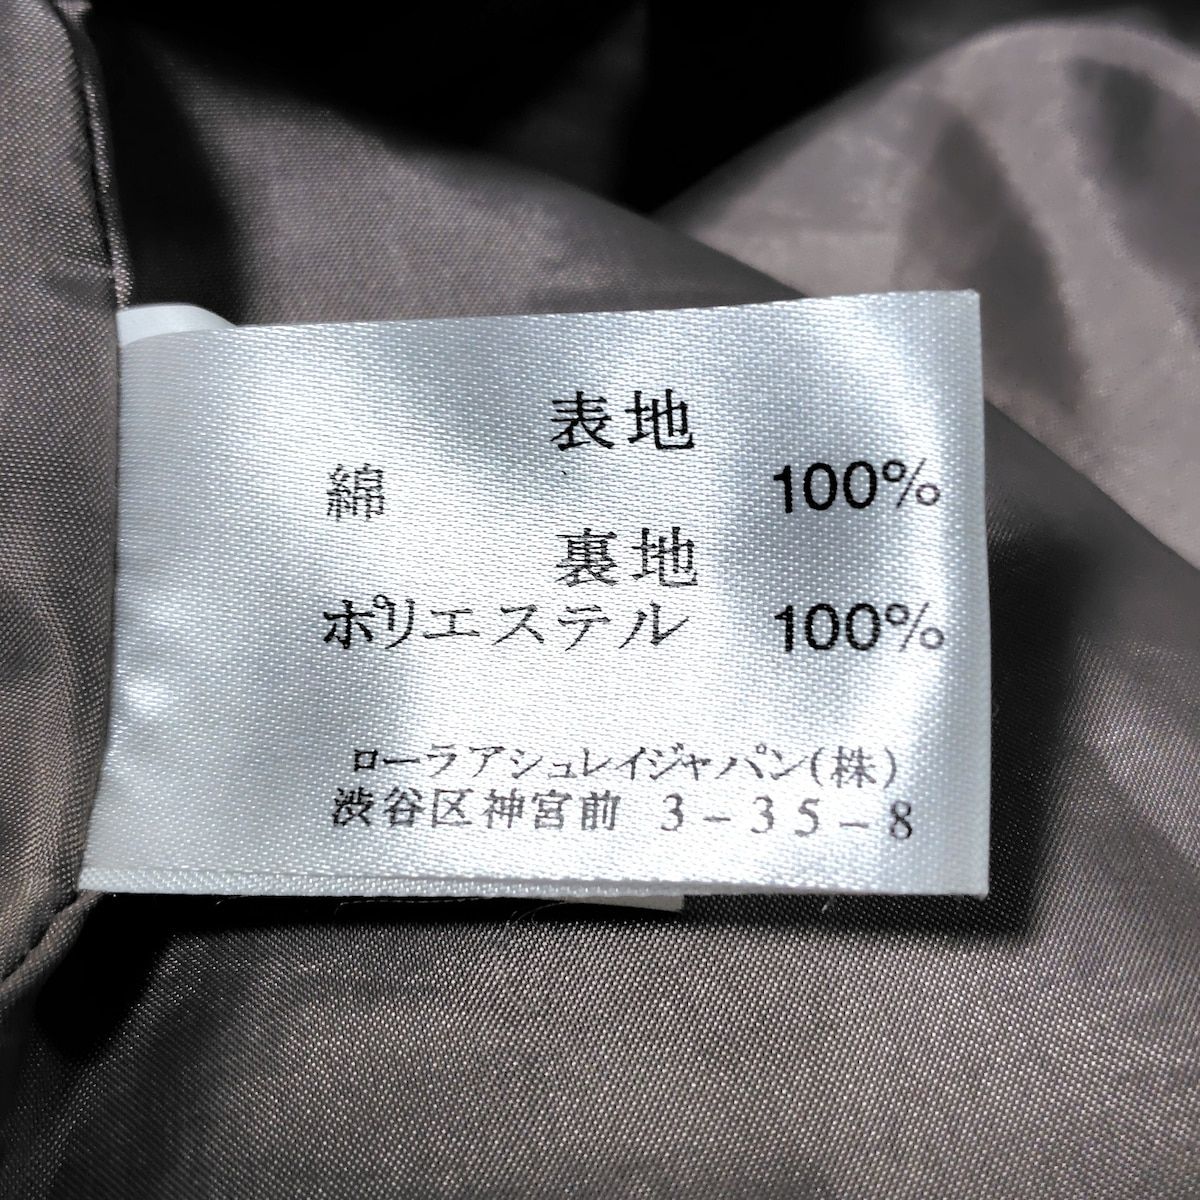 表地
綿 100%
裏地
ポリエステル 100%
ローラアシュレイジャパン(株)
渋谷区神宮前 3-35-8